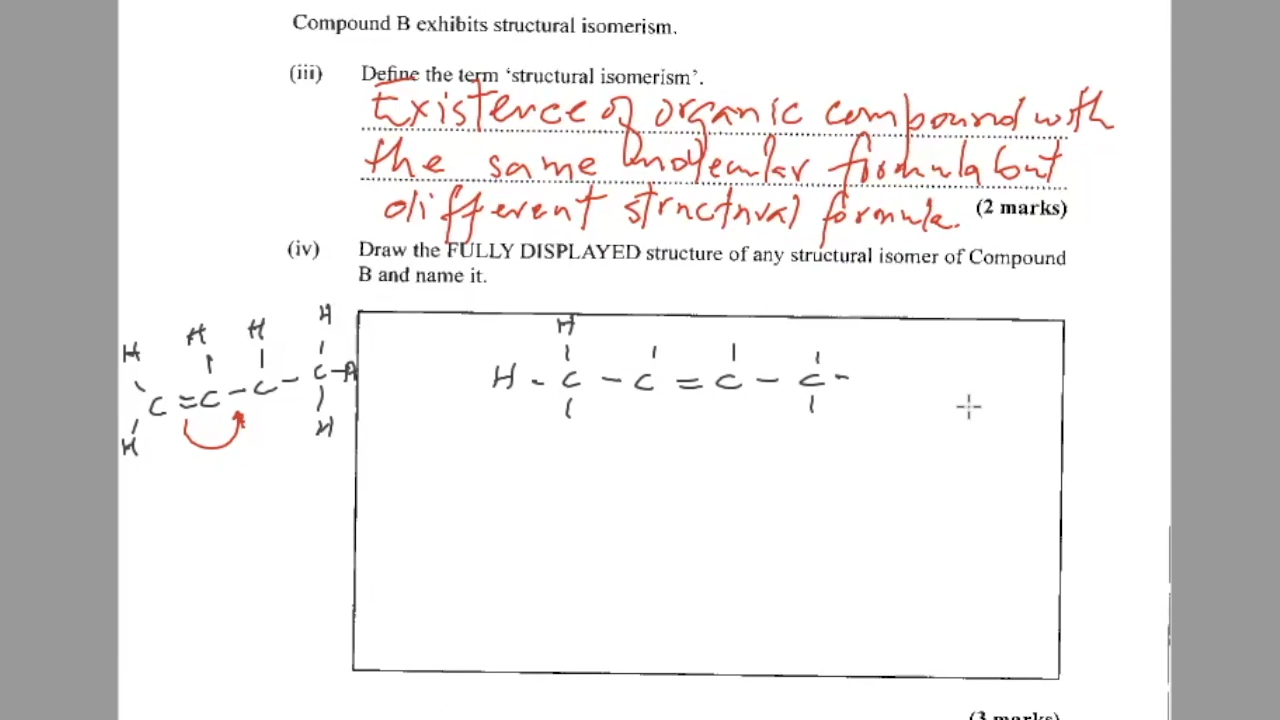 Compound B exhibits structural isomerism.
(iii) Define the term ‘structural isomerism’.
Existence of organic compound with
the same molecular formula but
different structural formula.
(2 marks)
(iv) Draw the FULLY DISPLAYED structure of any structural isomer of Compound
B and name it.
H H H H
C = C - C - C - H
H H
H
H - C - C = C - C -
(3 marks)